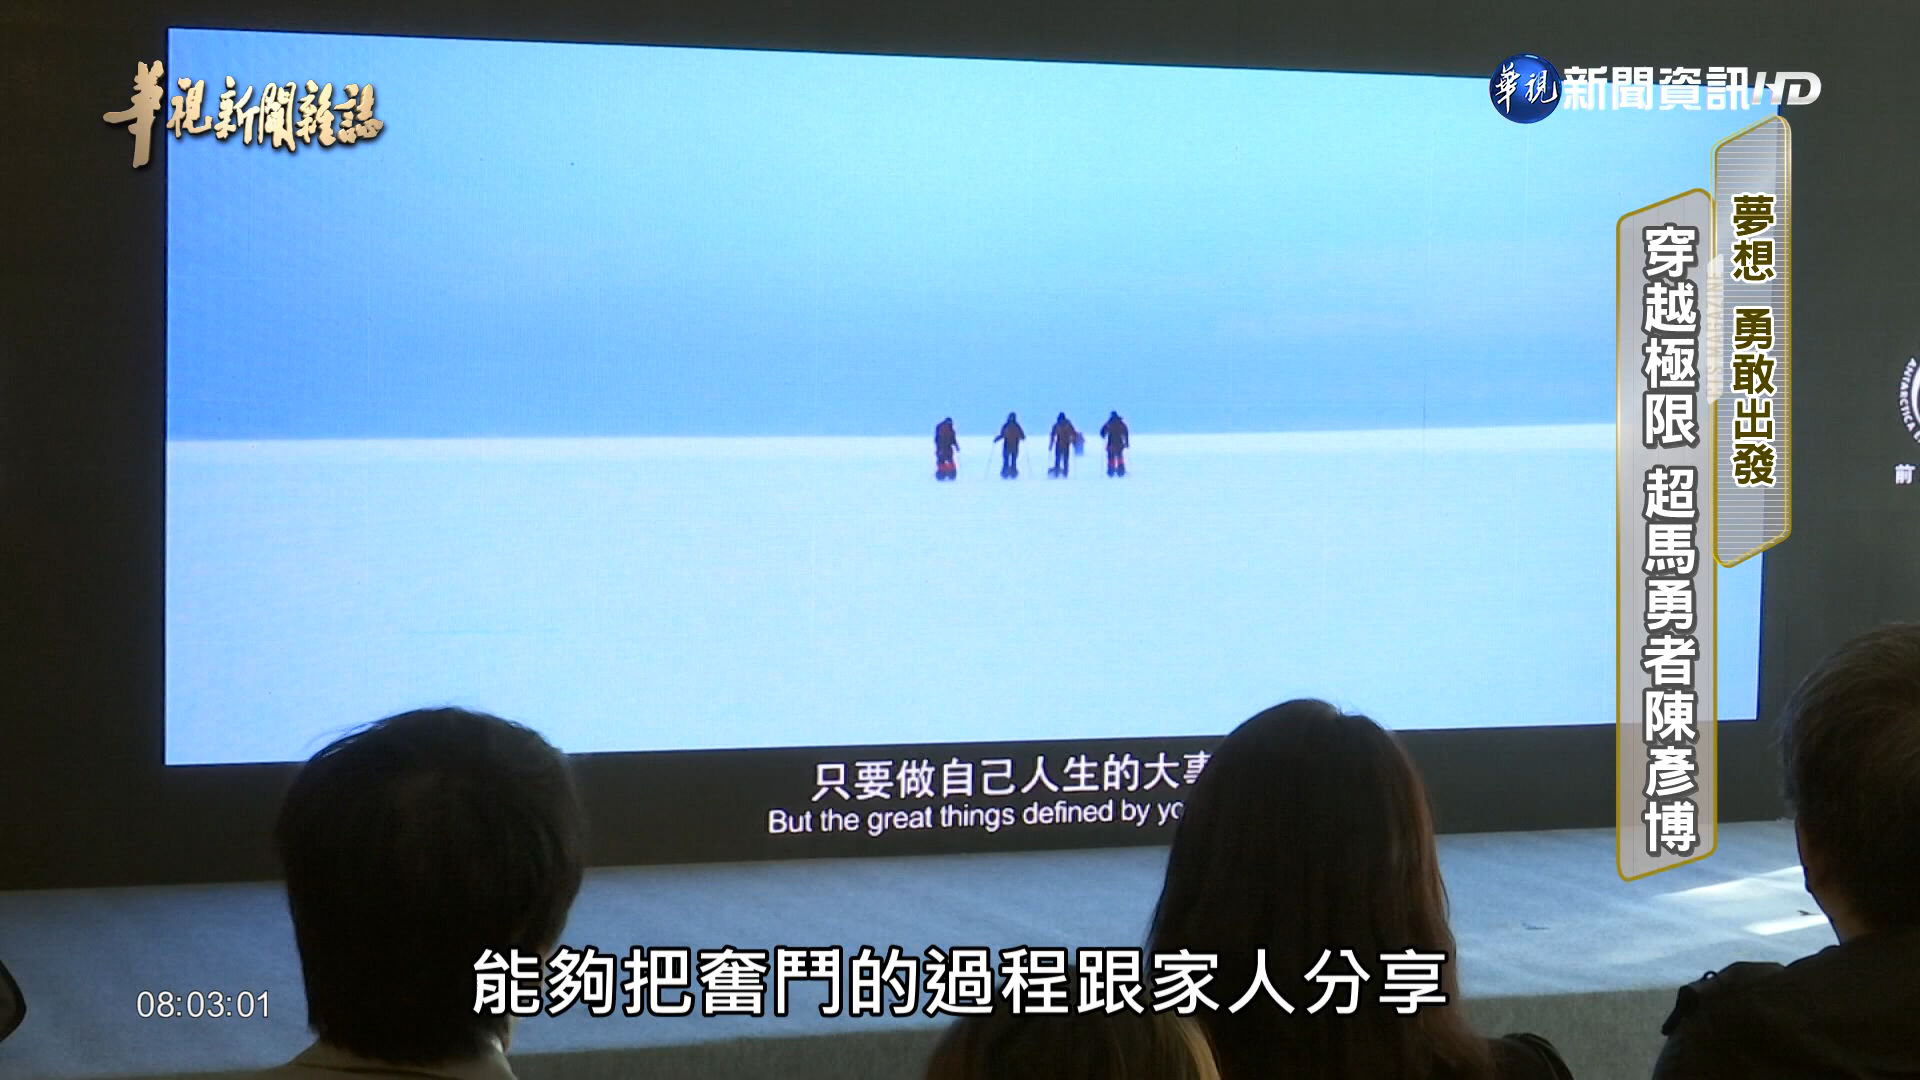 華視新聞雜誌
華視 新聞資訊HD
夢想 勇敢出發
穿越極限 超馬勇者陳彥博
前
只要做自己人生的大事
But the great things defined by yo
能夠把奮鬥的過程跟家人分享
08:03:01